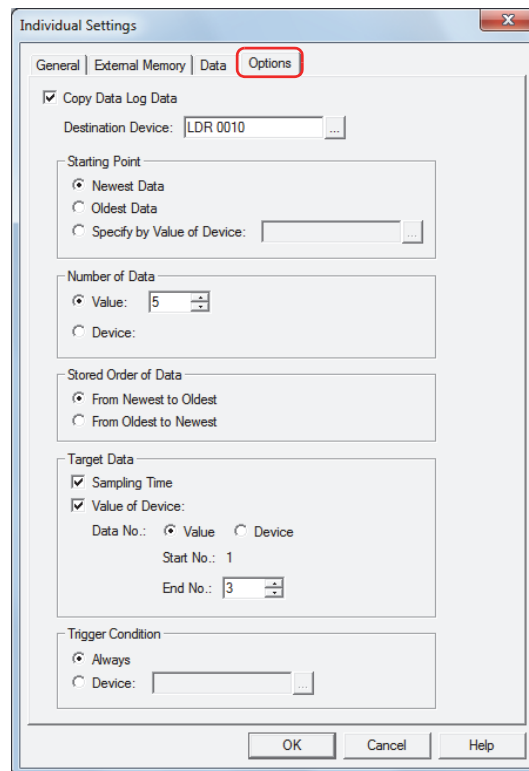 Individual Settings
General External Memory Data Options
Copy Data Log Data
Destination Device: LDR 0010 ...
Starting Point
Newest Data
Oldest Data
Specify by Value of Device: ...
Number of Data
Value: 5
Device:
Stored Order of Data
From Newest to Oldest
From Oldest to Newest
Target Data
Sampling Time
Value of Device:
Data No.: Value Device
Start No.: 1
End No.: 3
Trigger Condition
Always
Device: ...
OK Cancel Help